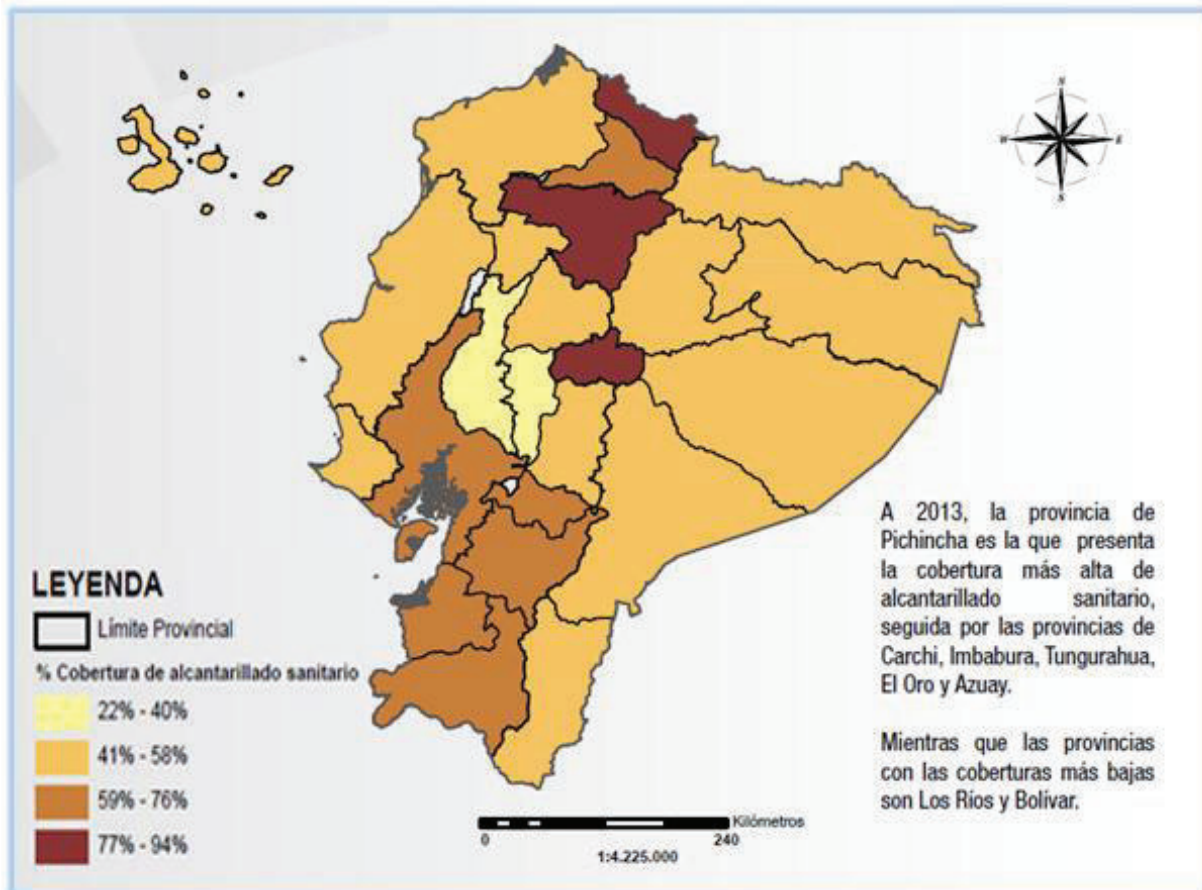 N
W
E
S
A 2013, la provincia de
Pichincha es la que presenta
la cobertura más alta de
alcantarillado sanitario,
seguida por las provincias de
Carchi, Imbabura, Tungurahua,
El Oro y Azuay.
Mientras que las provincias
con las coberturas más bajas
son Los Ríos y Bolívar.
LEYENDA
Límite Provincial
% Cobertura de alcantarillado sanitario
22% - 40%
41% - 58%
59% - 76%
77% - 94%
Kilómetros
0 240
1:4.225.000